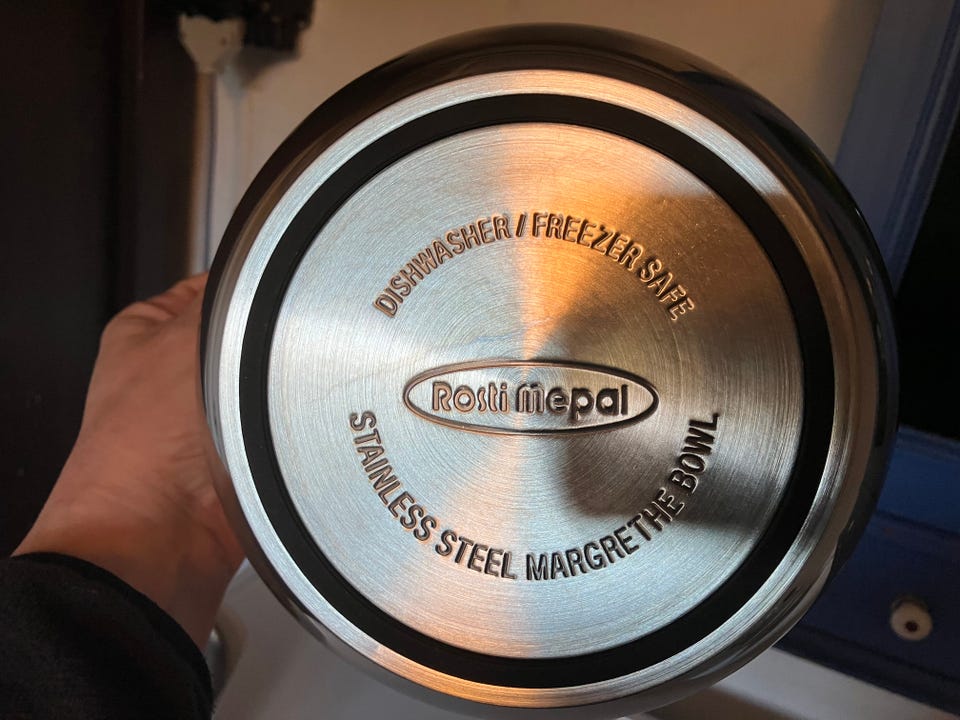 DISHWASHER / FREEZER SAFE
Rosti Mepal
STAINLESS STEEL MARGRETHE BOWL